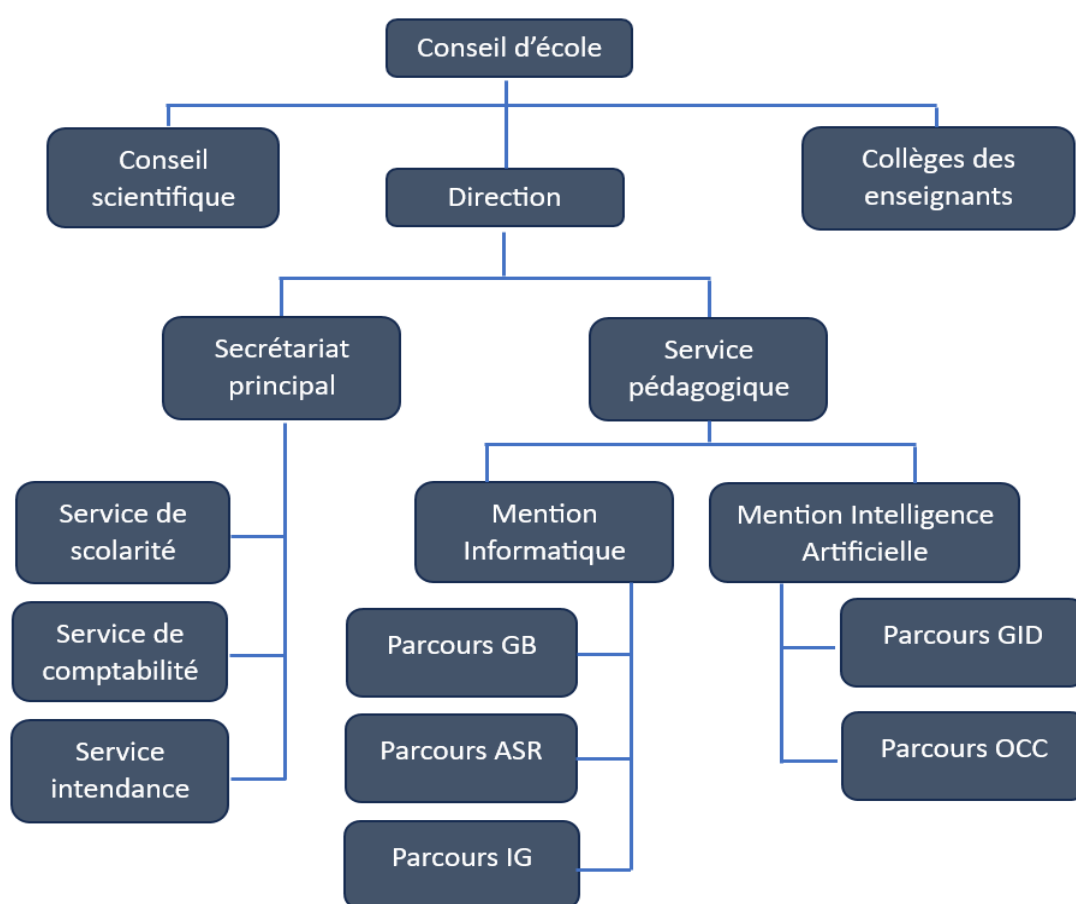 Conseil d’école
Conseil
scientifique
Direction
Collèges des
enseignants
Secrétariat
principal
Service
pédagogique
Service de
scolarité
Mention
Informatique
Mention Intelligence
Artificielle
Service de
comptabilité
Parcours GB
Parcours GID
Service
intendance
Parcours ASR
Parcours OCC
Parcours IG